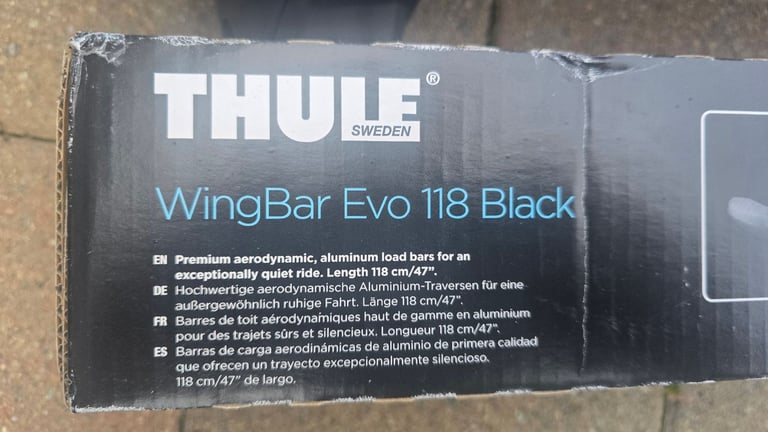 THULE®
SWEDEN
WingBar Evo 118 Black
EN Premium aerodynamic, aluminum load bars for an
exceptionally quiet ride. Length 118 cm/47".
DE Hochwertige aerodynamische Aluminium-Traversen für eine
außergewöhnlich ruhige Fahrt. Länge 118 cm/47".
FR Barres de toit aérodynamiques haut de gamme en aluminium
pour des trajets sûrs et silencieux. Longueur 118 cm/47".
ES Barras de carga aerodinámicas de aluminio de primera calidad
que ofrecen un trayecto excepcionalmente silencioso.
118 cm/47" de largo.